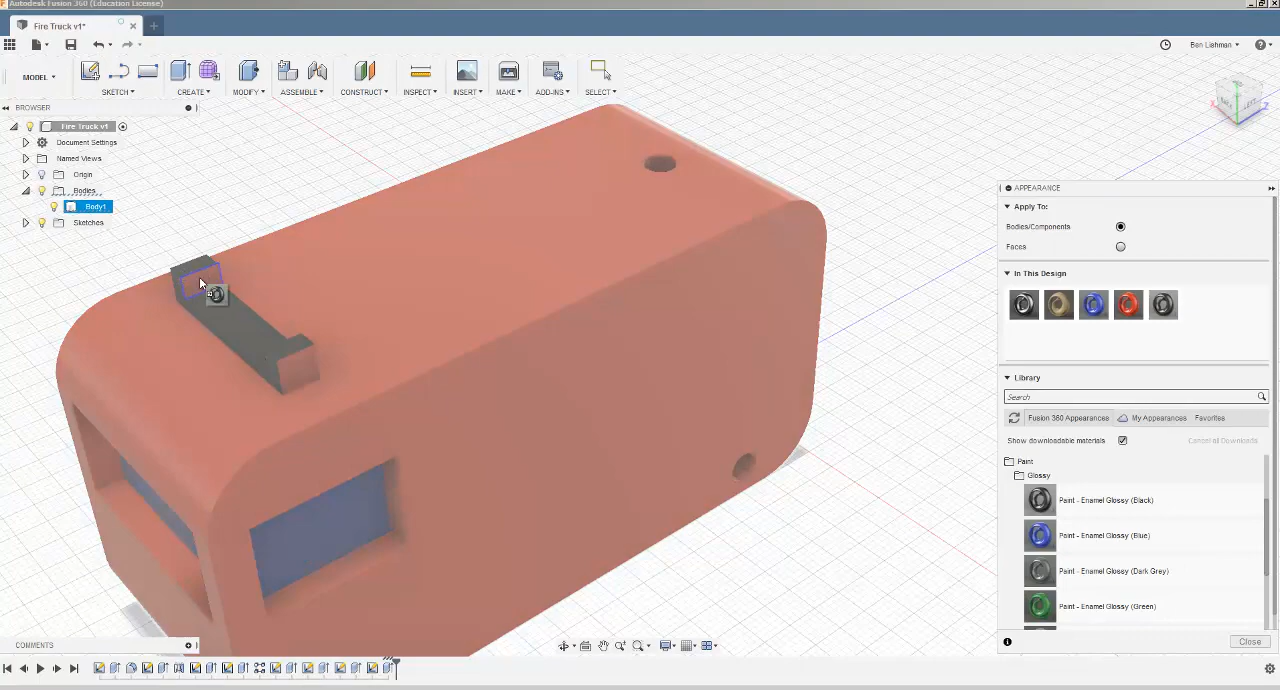 Autodesk Fusion 360 (Education License)
Fire Truck v1*
Ben Lishman
MODEL
SKETCH
CREATE
MODIFY
ASSEMBLE
CONSTRUCT
INSPECT
INSERT
MAKE
ADD-INS
SELECT
BROWSER
Fire Truck v1
Document Settings
Named Views
Origin
Bodies
Body1
Sketches
APPEARANCE
Apply To:
Bodies/Components
Faces
In This Design
Library
Search
Fusion 360 Appearances
My Appearances
Favorites
Show downloadable materials
Cancel all Downloads
Paint
Glossy
Paint - Enamel Glossy (Black)
Paint - Enamel Glossy (Blue)
Paint - Enamel Glossy (Dark Grey)
Paint - Enamel Glossy (Green)
COMMENTS
Close